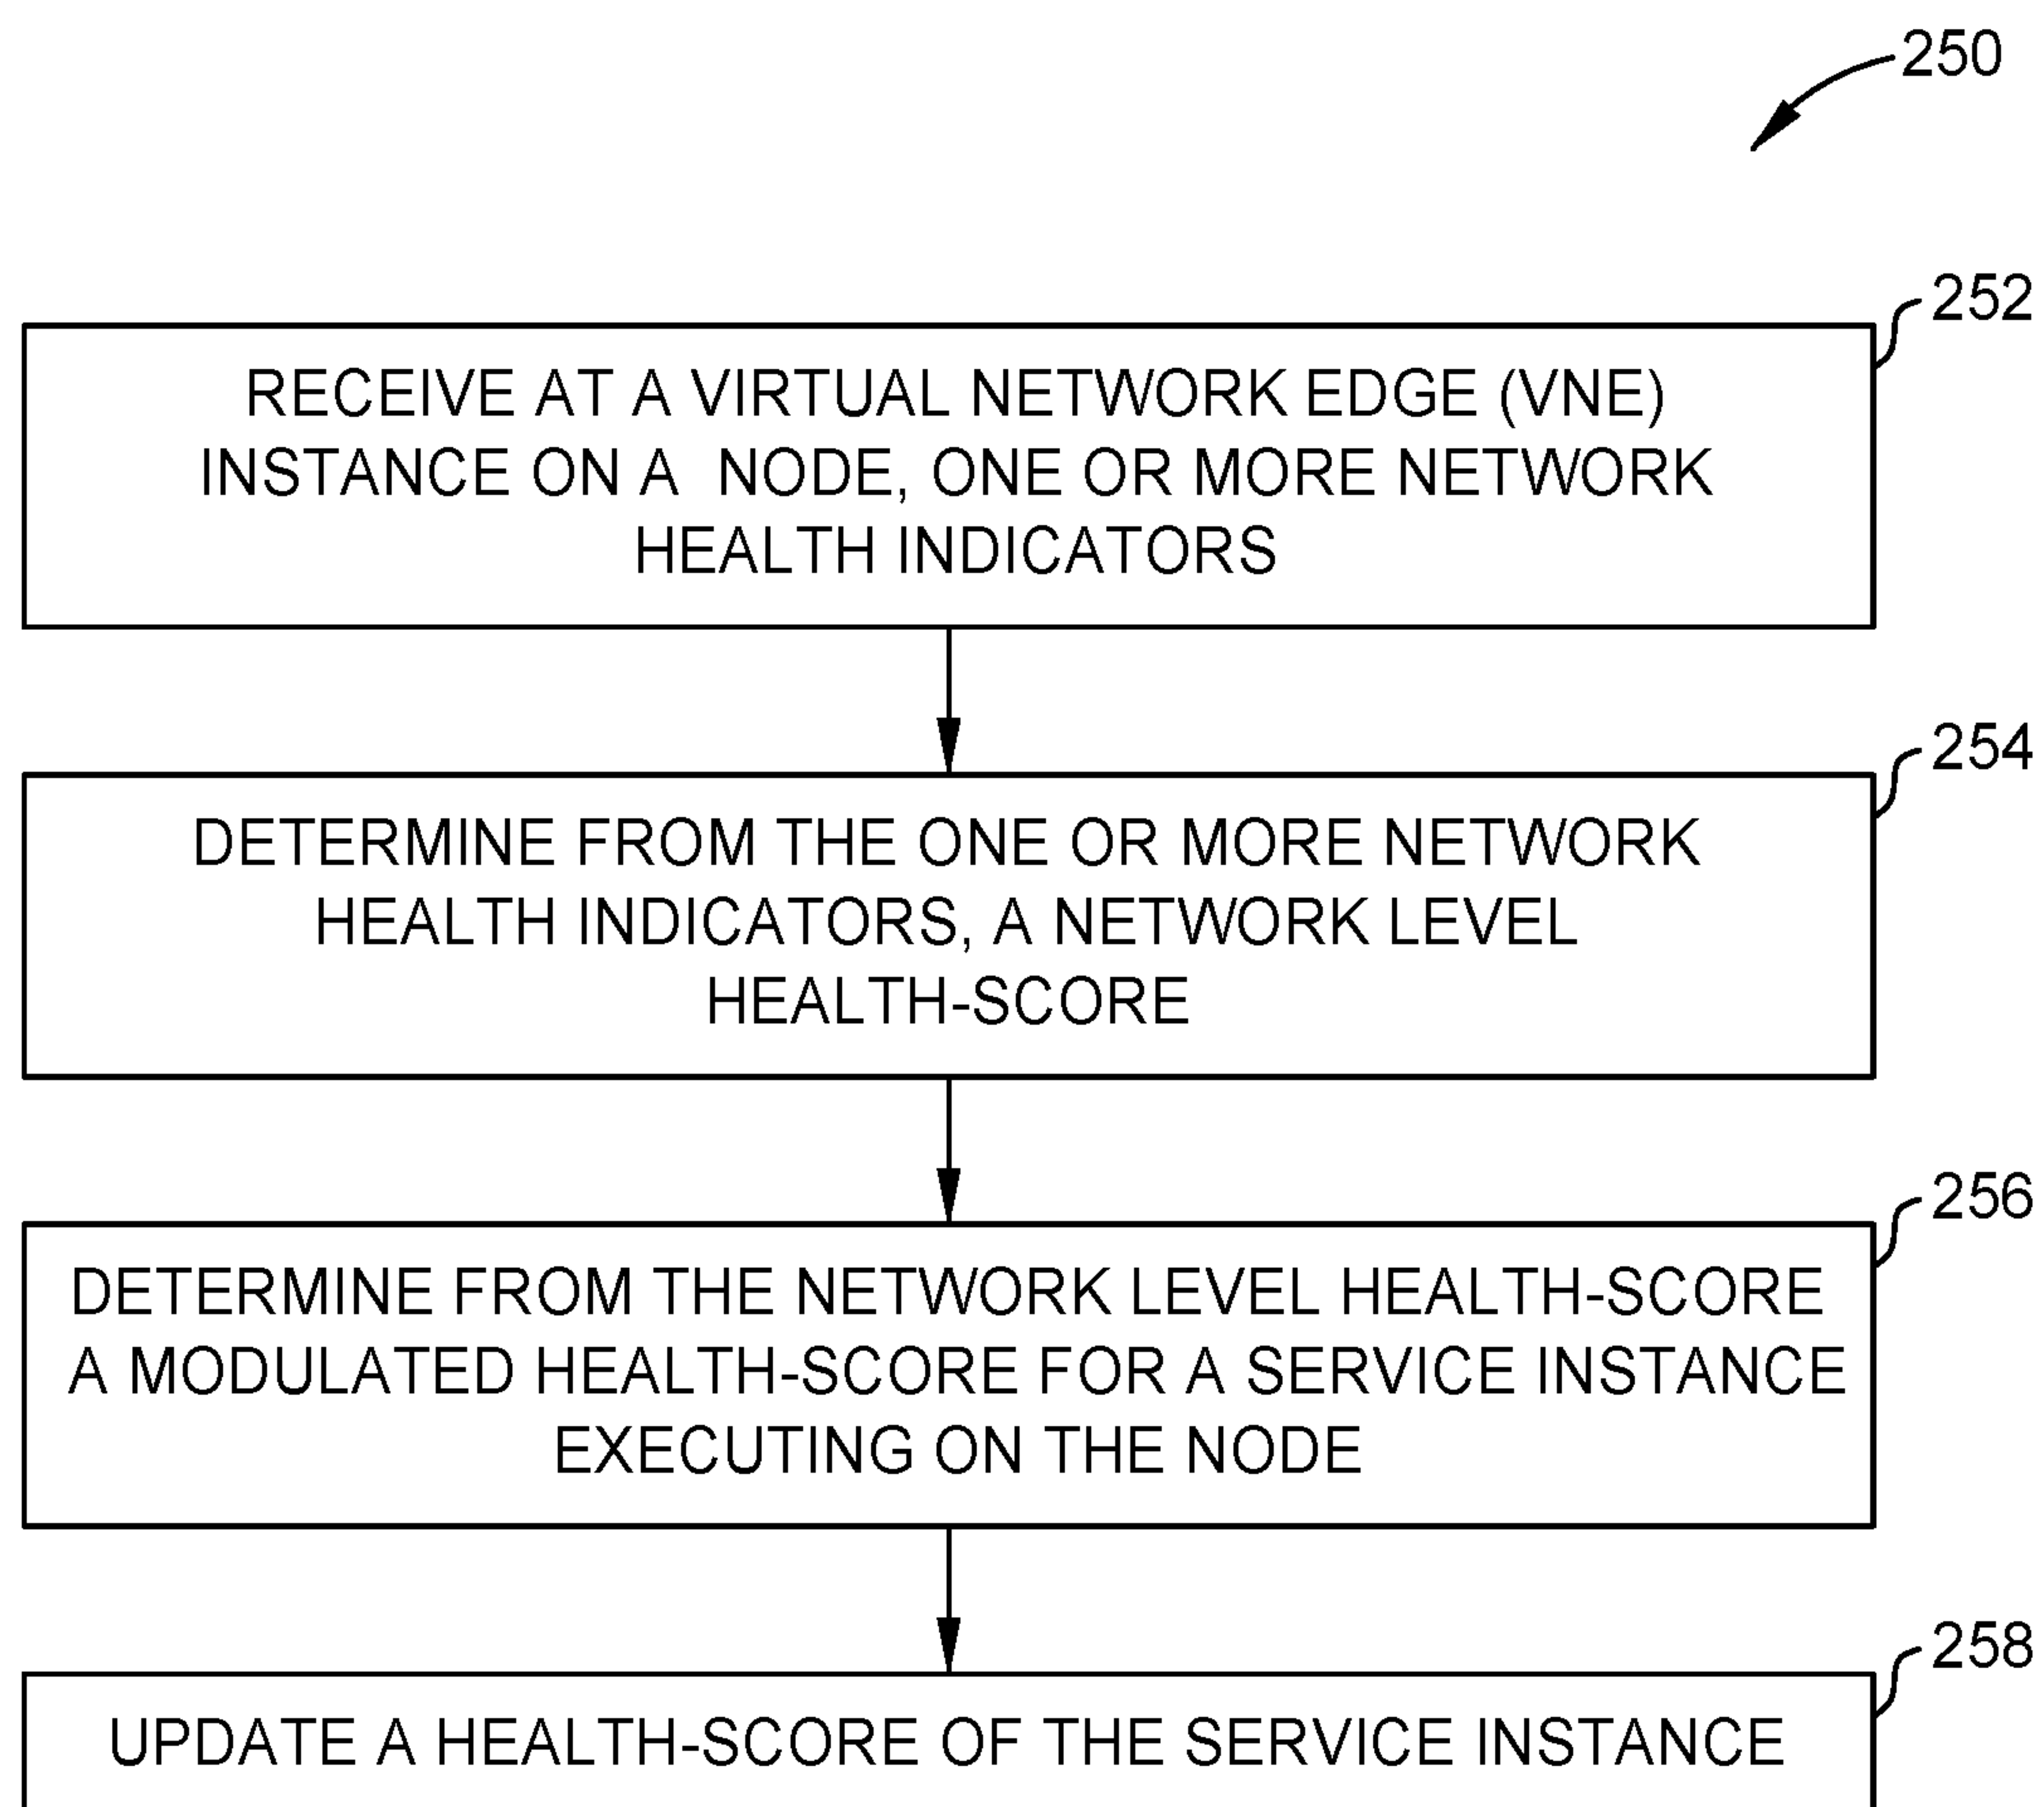 250
252
RECEIVE AT A VIRTUAL NETWORK EDGE (VNE)
INSTANCE ON A NODE, ONE OR MORE NETWORK
HEALTH INDICATORS
254
DETERMINE FROM THE ONE OR MORE NETWORK
HEALTH INDICATORS, A NETWORK LEVEL
HEALTH-SCORE
256
DETERMINE FROM THE NETWORK LEVEL HEALTH-SCORE
A MODULATED HEALTH-SCORE FOR A SERVICE INSTANCE
EXECUTING ON THE NODE
258
UPDATE A HEALTH-SCORE OF THE SERVICE INSTANCE